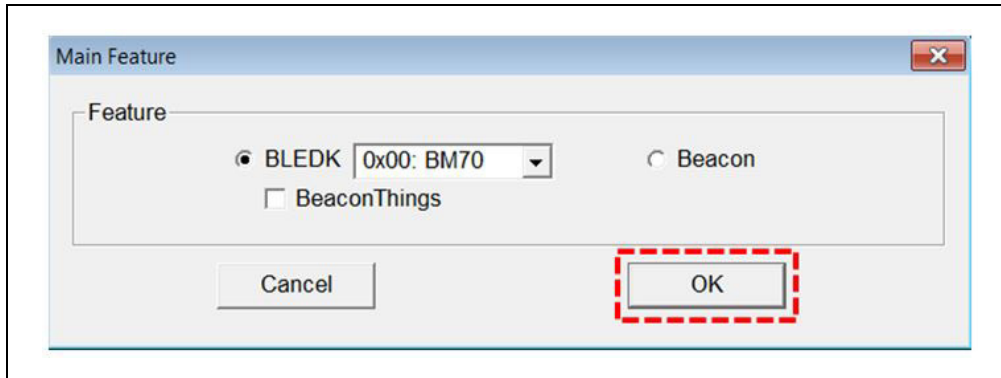 Main Feature
Feature
BLEDK 0x00: BM70 Beacon
BeaconThings
Cancel OK